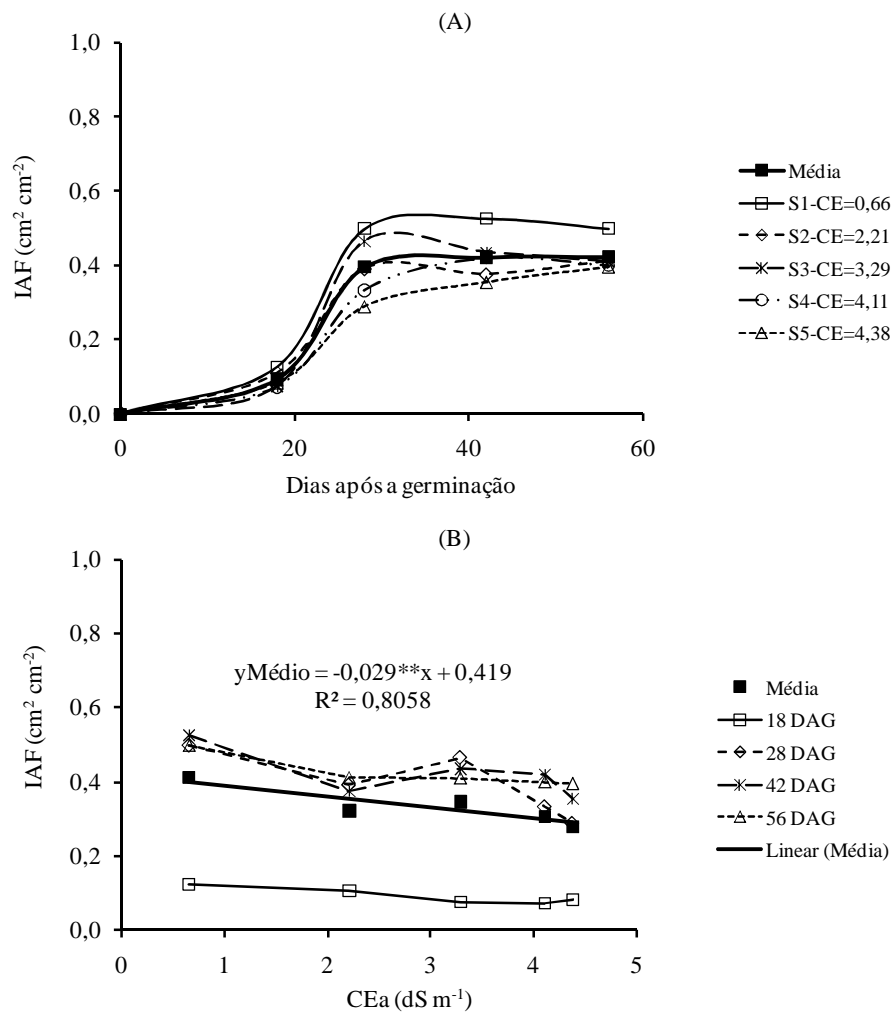 (A)
1,0
0,8
0,6
0,4
0,2
0,0
IAF (cm² cm⁻²)
0
20
40
60
Dias após a germinação
Média
S1-CE=0,66
S2-CE=2,21
S3-CE=3,29
S4-CE=4,11
S5-CE=4,38
(B)
1,0
0,8
0,6
0,4
0,2
0,0
IAF (cm² cm⁻²)
yMédio = -0,029**x + 0,419
R² = 0,8058
0
1
2
3
4
5
CEa (dS m⁻¹)
Média
18 DAG
28 DAG
42 DAG
56 DAG
Linear (Média)